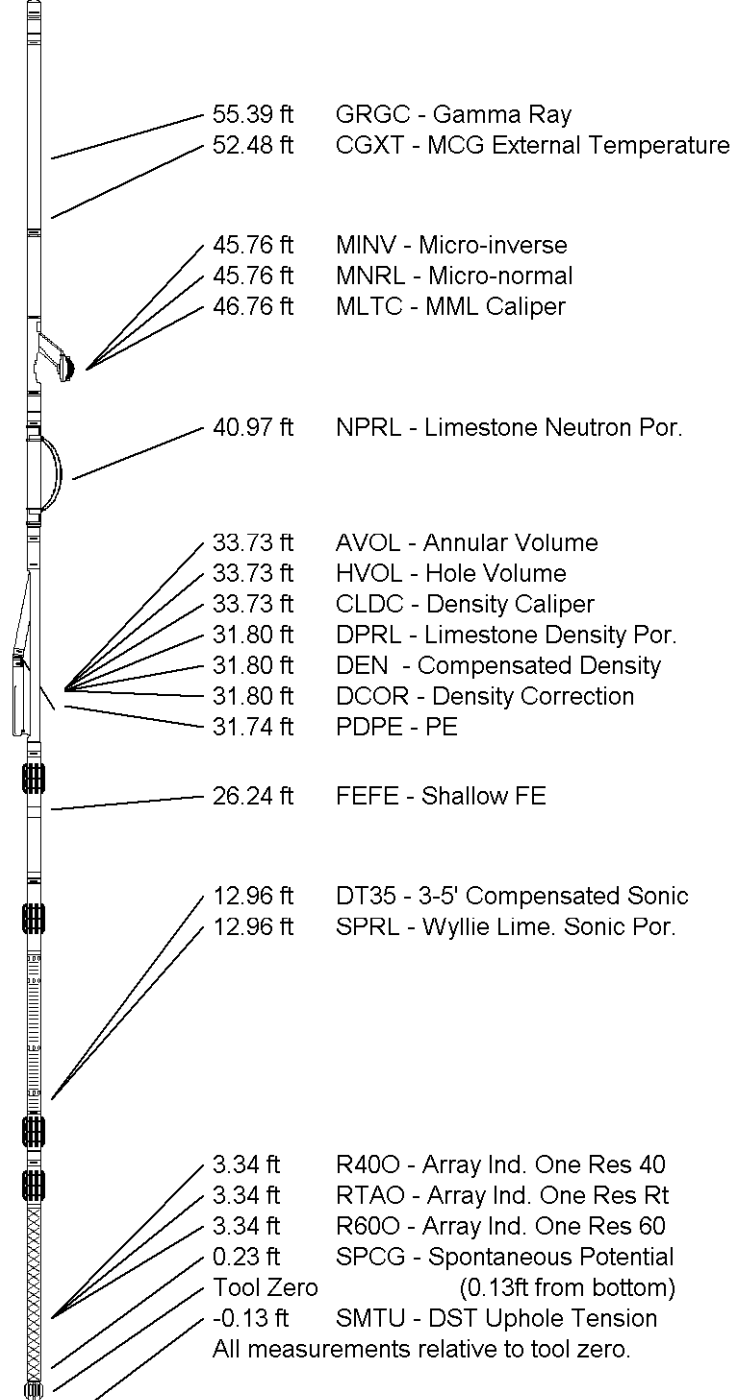 55.39 ft GRGC - Gamma Ray
52.48 ft CGXT - MCG External Temperature
45.76 ft MINV - Micro-inverse
45.76 ft MNRL - Micro-normal
46.76 ft MLTC - MML Caliper
40.97 ft NPRL - Limestone Neutron Por.
33.73 ft AVOL - Annular Volume
33.73 ft HVOL - Hole Volume
33.73 ft CLDC - Density Caliper
31.80 ft DPRL - Limestone Density Por.
31.80 ft DEN - Compensated Density
31.80 ft DCOR - Density Correction
31.74 ft PDPE - PE
26.24 ft FEFE - Shallow FE
12.96 ft DT35 - 3-5' Compensated Sonic
12.96 ft SPRL - Wyllie Lime. Sonic Por.
3.34 ft R40O - Array Ind. One Res 40
3.34 ft RTAO - Array Ind. One Res Rt
3.34 ft R60O - Array Ind. One Res 60
0.23 ft SPCG - Spontaneous Potential
Tool Zero (0.13ft from bottom)
-0.13 ft SMTU - DST Uphole Tension
All measurements relative to tool zero.